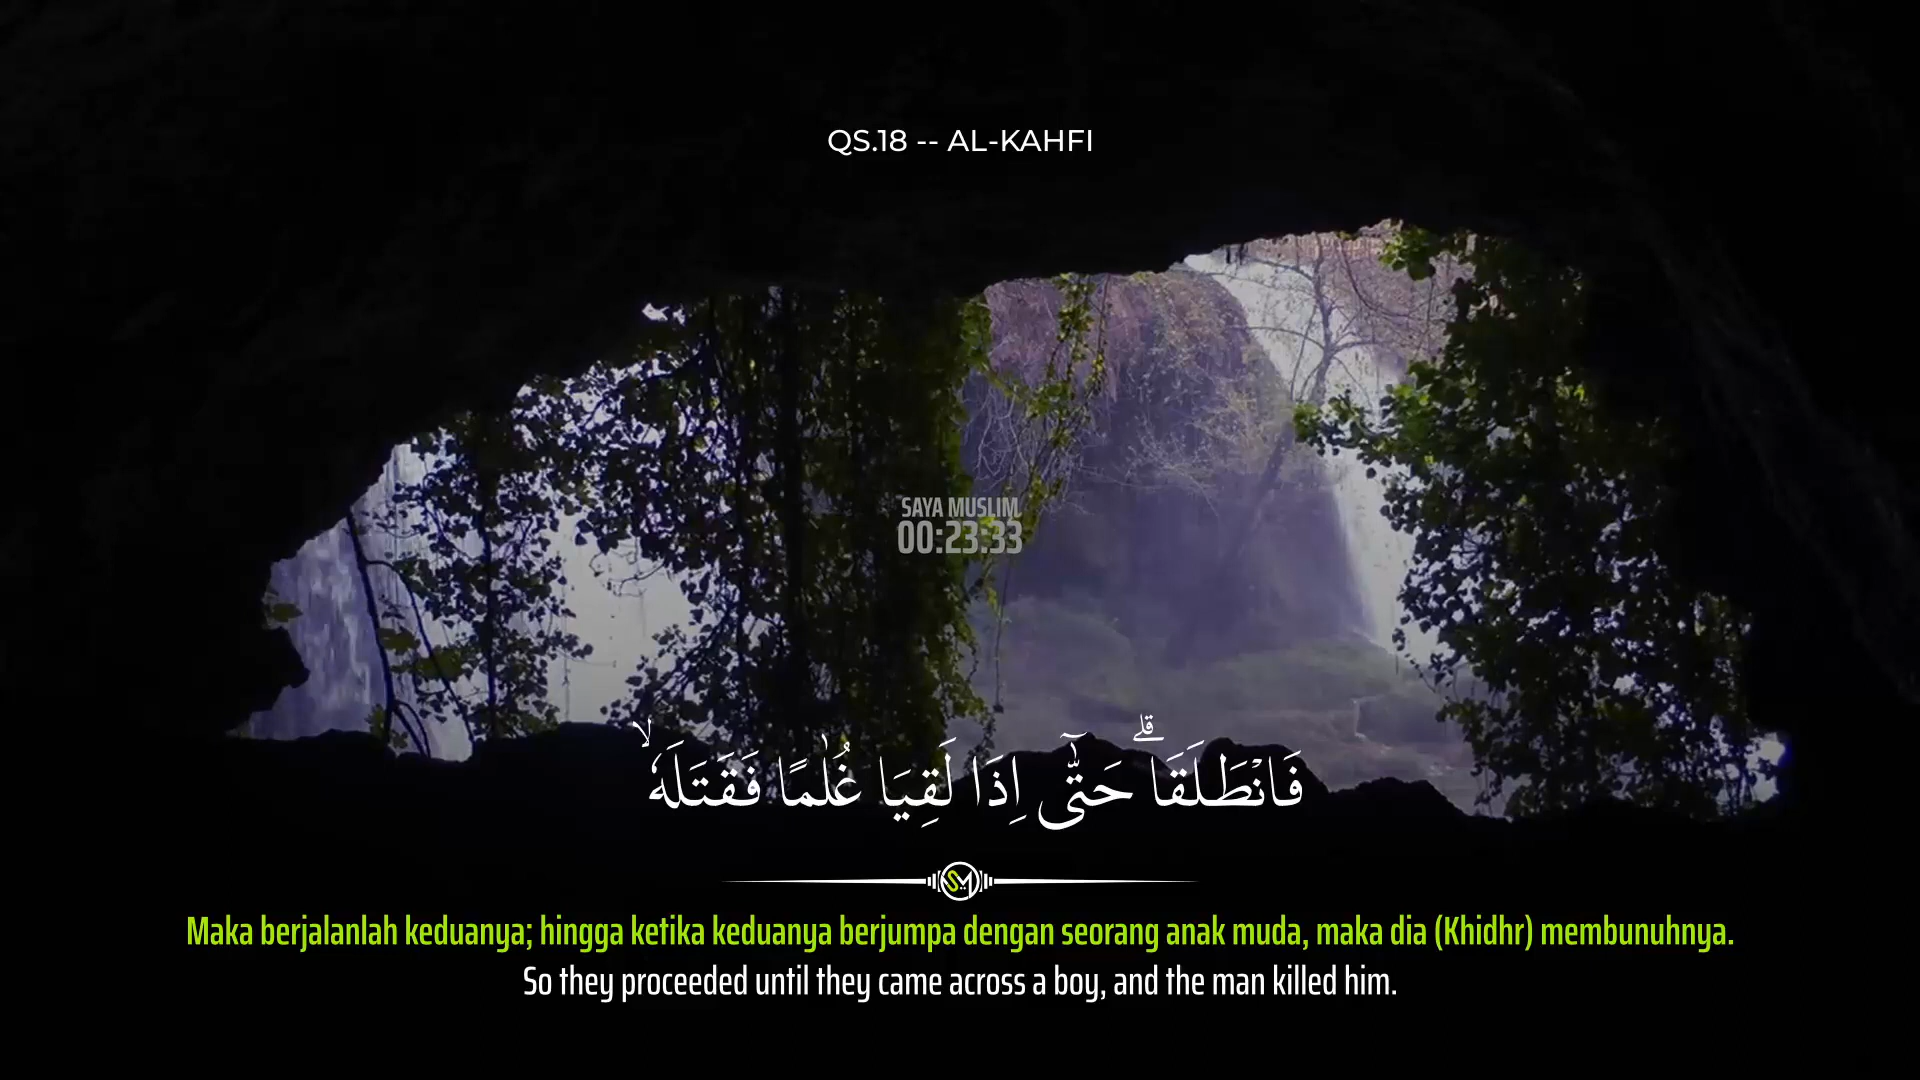 QS.18 -- AL-KAHFI
SAYA MUSLIM
00:23:33
فَانْطَلَقَاۗ حَتّٰٓى اِذَا لَقِيَا غُلٰمًا فَقَتَلَهٗۙ
SM
Maka berjalanlah keduanya; hingga ketika keduanya berjumpa dengan seorang anak muda, maka dia (Khidhr) membunuhnya.
So they proceeded until they came across a boy, and the man killed him.